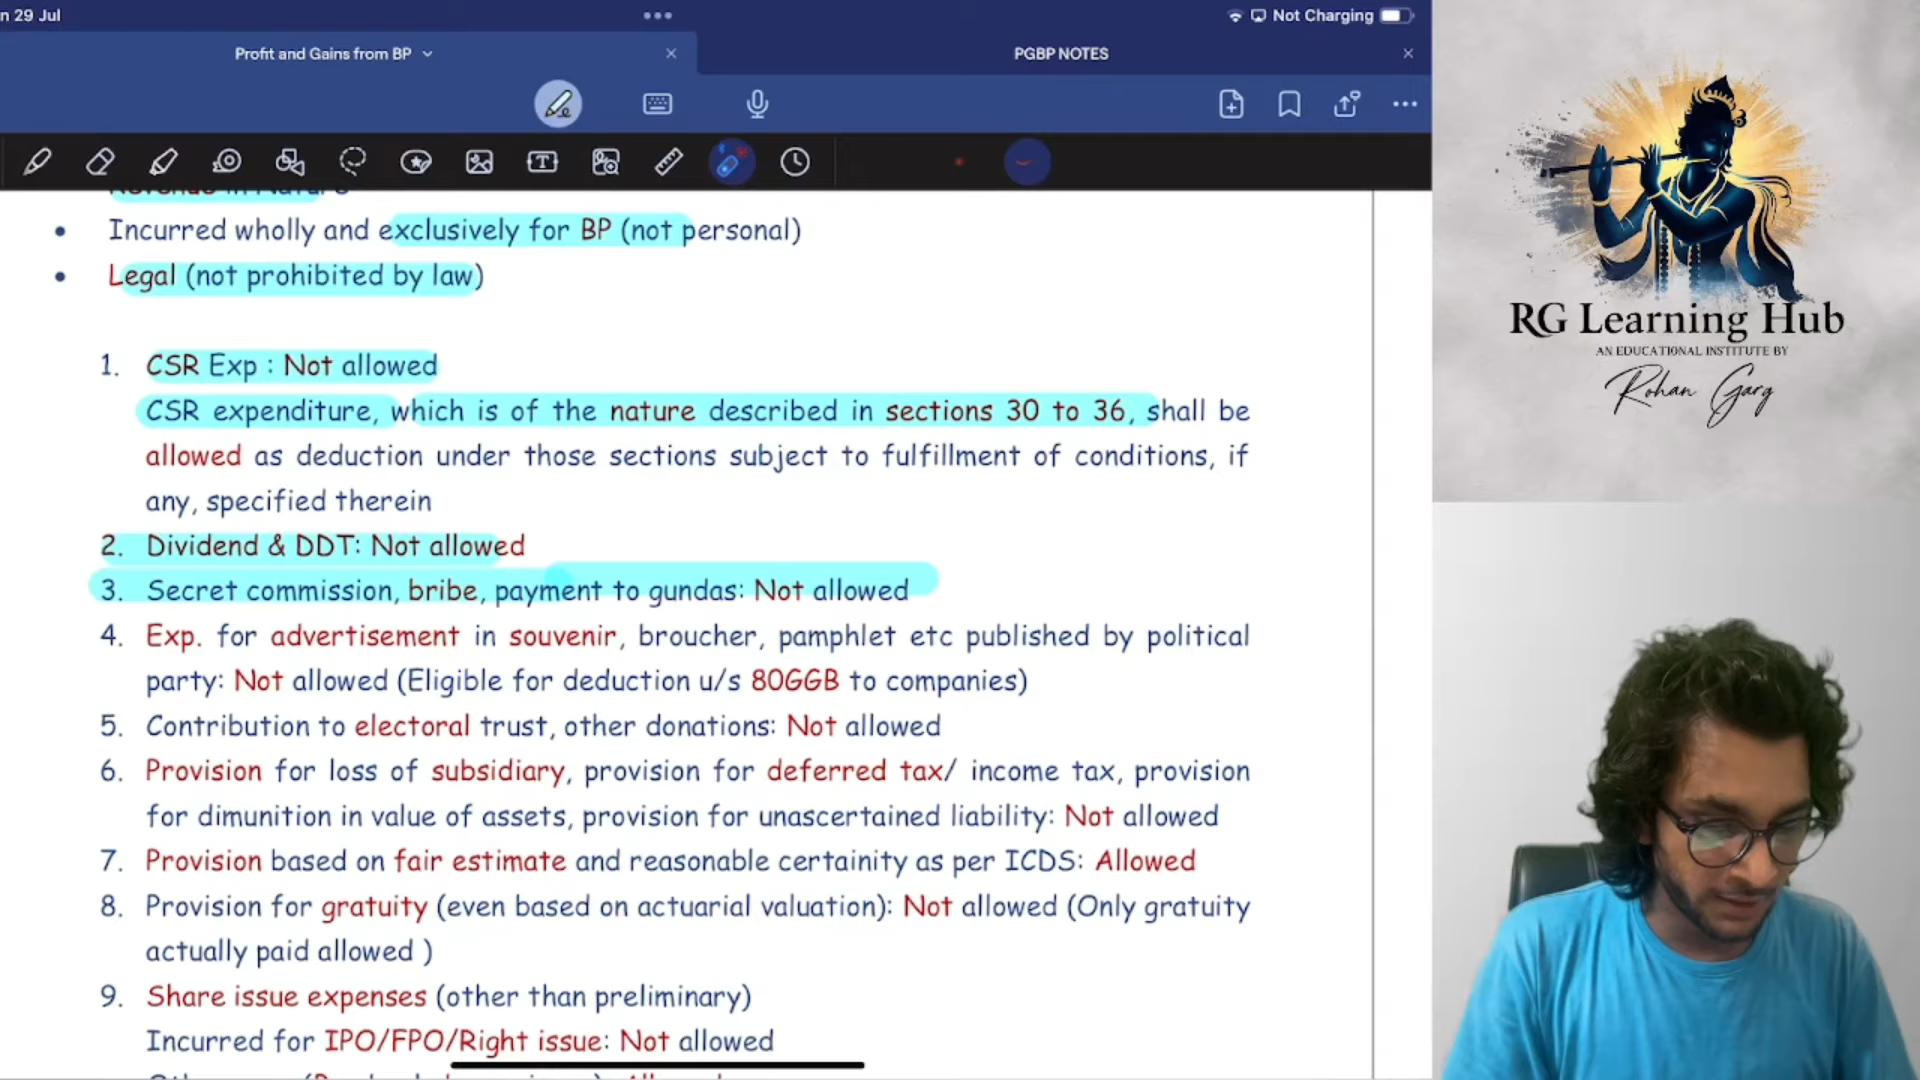 n 29 Jul
Not Charging
Profit and Gains from BP
PGBP NOTES
Revenue in Nature
Incurred wholly and exclusively for BP (not personal)
Legal (not prohibited by law)
1. CSR Exp : Not allowed
CSR expenditure, which is of the nature described in sections 30 to 36, shall be
allowed as deduction under those sections subject to fulfillment of conditions, if
any, specified therein
2. Dividend & DDT: Not allowed
3. Secret commission, bribe, payment to gundas: Not allowed
4. Exp. for advertisement in souvenir, broucher, pamphlet etc published by political
party: Not allowed (Eligible for deduction u/s 80GGB to companies)
5. Contribution to electoral trust, other donations: Not allowed
6. Provision for loss of subsidiary, provision for deferred tax/ income tax, provision
for dimunition in value of assets, provision for unascertained liability: Not allowed
7. Provision based on fair estimate and reasonable certainity as per ICDS: Allowed
8. Provision for gratuity (even based on actuarial valuation): Not allowed (Only gratuity
actually paid allowed )
9. Share issue expenses (other than preliminary)
Incurred for IPO/FPO/Right issue: Not allowed
RG Learning Hub
AN EDUCATIONAL INSTITUTE BY
Rohan Garg